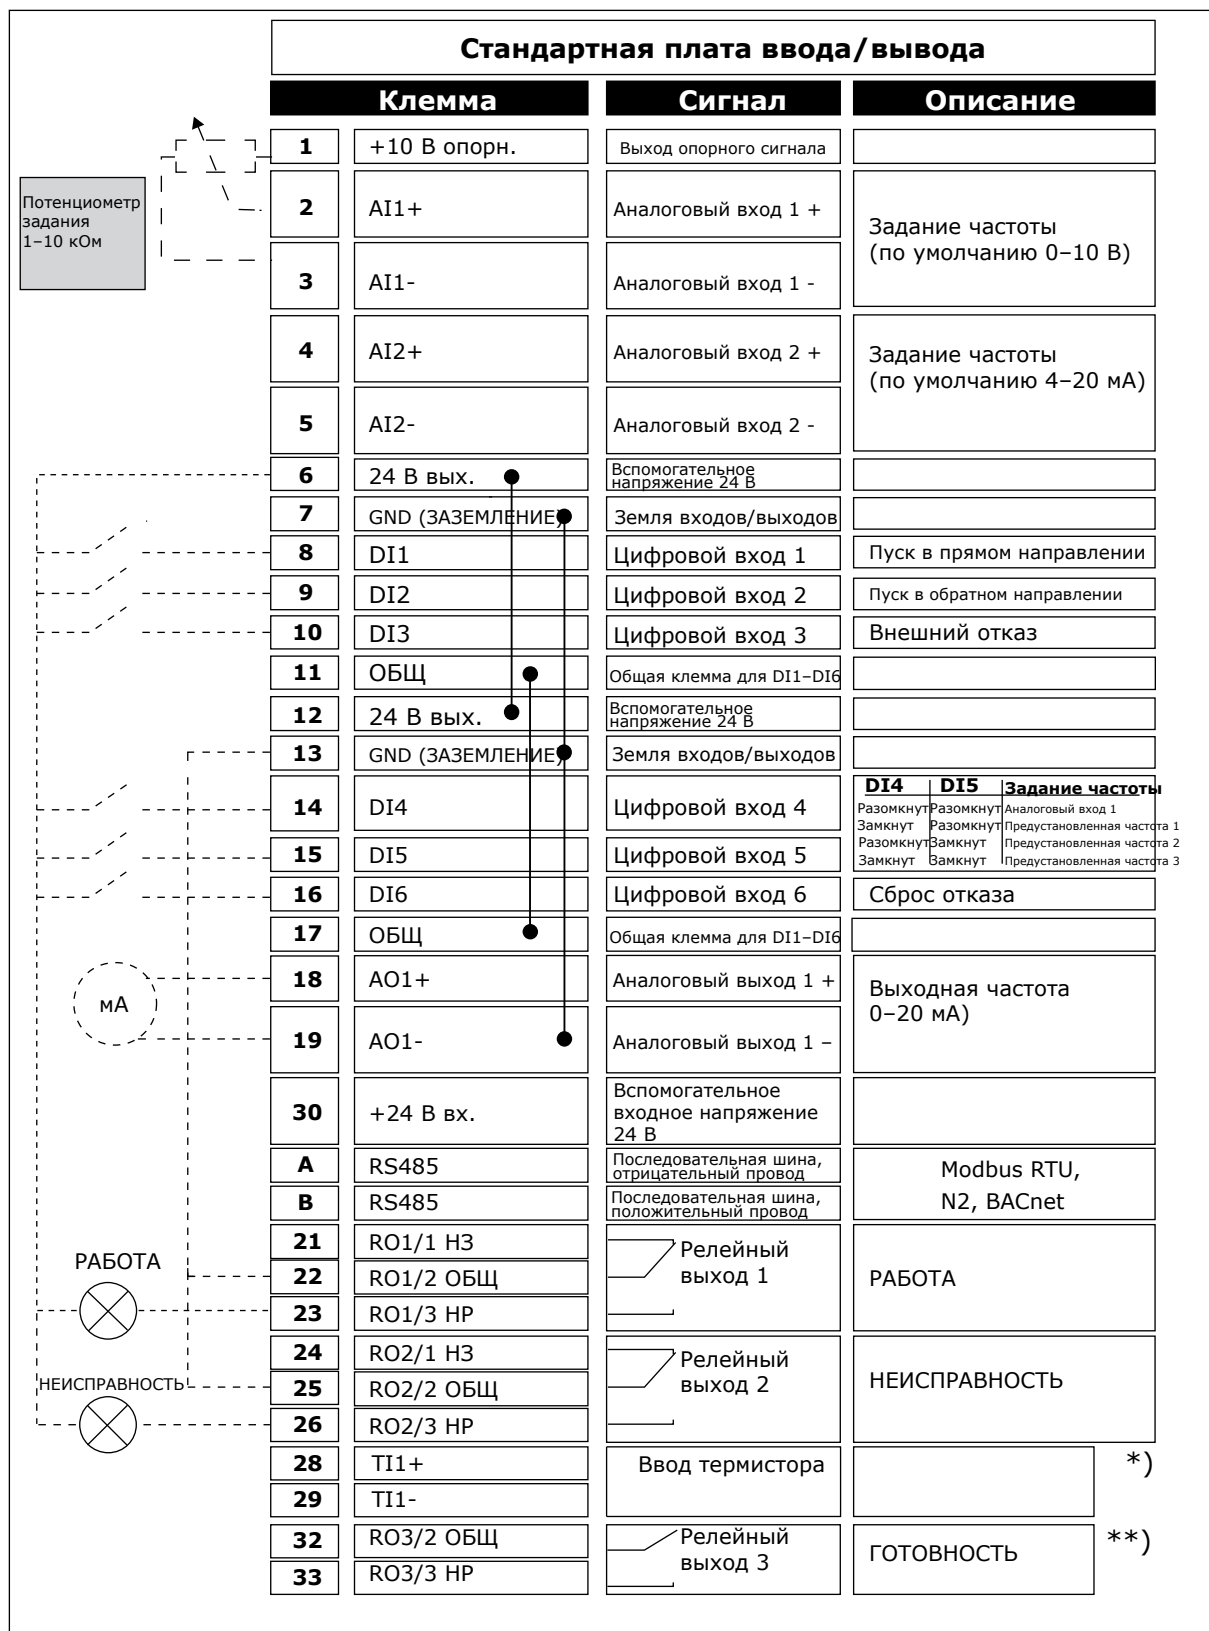 Стандартная плата ввода/вывода
Клемма Сигнал Описание
1 +10 В опорн. Выход опорного сигнала
Потенциометр
задания
1–10 кОм
2 AI1+ Аналоговый вход 1 +
Задание частоты
(по умолчанию 0–10 В)
3 AI1- Аналоговый вход 1 -
4 AI2+ Аналоговый вход 2 +
Задание частоты
(по умолчанию 4–20 мА)
5 AI2- Аналоговый вход 2 -
6 24 В вых. Вспомогательное
напряжение 24 В
7 GND (ЗАЗЕМЛЕНИЕ) Земля входов/выходов
8 DI1 Цифровой вход 1 Пуск в прямом направлении
9 DI2 Цифровой вход 2 Пуск в обратном направлении
10 DI3 Цифровой вход 3 Внешний отказ
11 ОБЩ Общая клемма для DI1–DI6
12 24 В вых. Вспомогательное
напряжение 24 В
13 GND (ЗАЗЕМЛЕНИЕ) Земля входов/выходов
14 DI4 Цифровой вход 4
DI4 DI5 Задание частоты
Разомкнут Разомкнут Аналоговый вход 1
Замкнут Разомкнут Предустановленная частота 1
Разомкнут Замкнут Предустановленная частота 2
Замкнут Замкнут Предустановленная частота 3
15 DI5 Цифровой вход 5
16 DI6 Цифровой вход 6 Сброс отказа
17 ОБЩ Общая клемма для DI1–DI6
18 AO1+ Аналоговый выход 1 +
мА
Выходная частота
0–20 мА)
19 AO1- Аналоговый выход 1 –
30 +24 В вх. Вспомогательное
входное напряжение
24 В
A RS485 Последовательная шина,
отрицательный провод
Modbus RTU,
N2, BACnet
B RS485 Последовательная шина,
положительный провод
21 RO1/1 НЗ
РАБОТА
Релейный
выход 1
22 RO1/2 ОБЩ РАБОТА
23 RO1/3 НР
24 RO2/1 НЗ
Релейный
выход 2
НЕИСПРАВНОСТЬ
25 RO2/2 ОБЩ НЕИСПРАВНОСТЬ
26 RO2/3 НР
28 TI1+ Ввод термистора *)
29 TI1-
32 RO3/2 ОБЩ Релейный
выход 3
ГОТОВНОСТЬ **)
33 RO3/3 НР